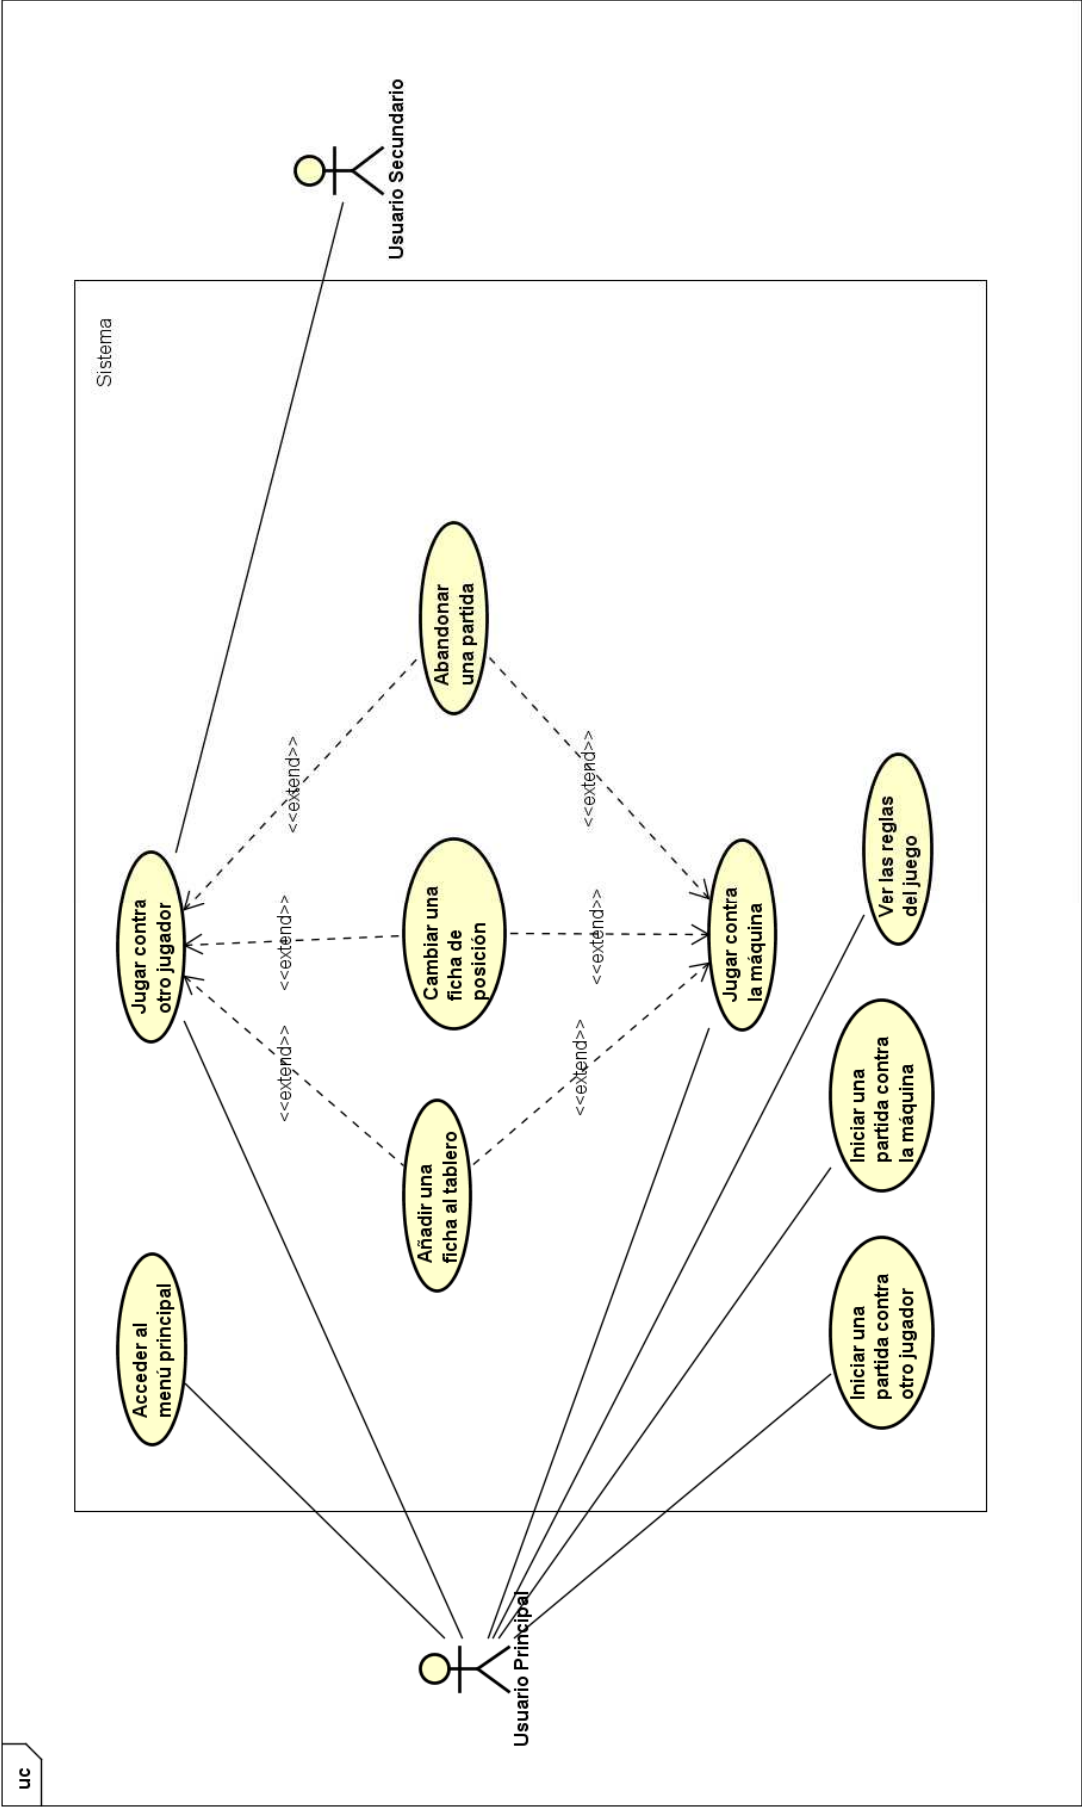 uc
Sistema
Usuario Principal
Usuario Secundario
Acceder al
menú principal
Jugar contra
otro jugador
<<extend>>
<<extend>>
<<extend>>
Añadir una
ficha al tablero
Cambiar una
ficha de
posición
Abandonar
una partida
<<extend>>
<<extend>>
<<extend>>
Jugar contra
la máquina
Iniciar una
partida contra
otro jugador
Iniciar una
partida contra
la máquina
Ver las reglas
del juego